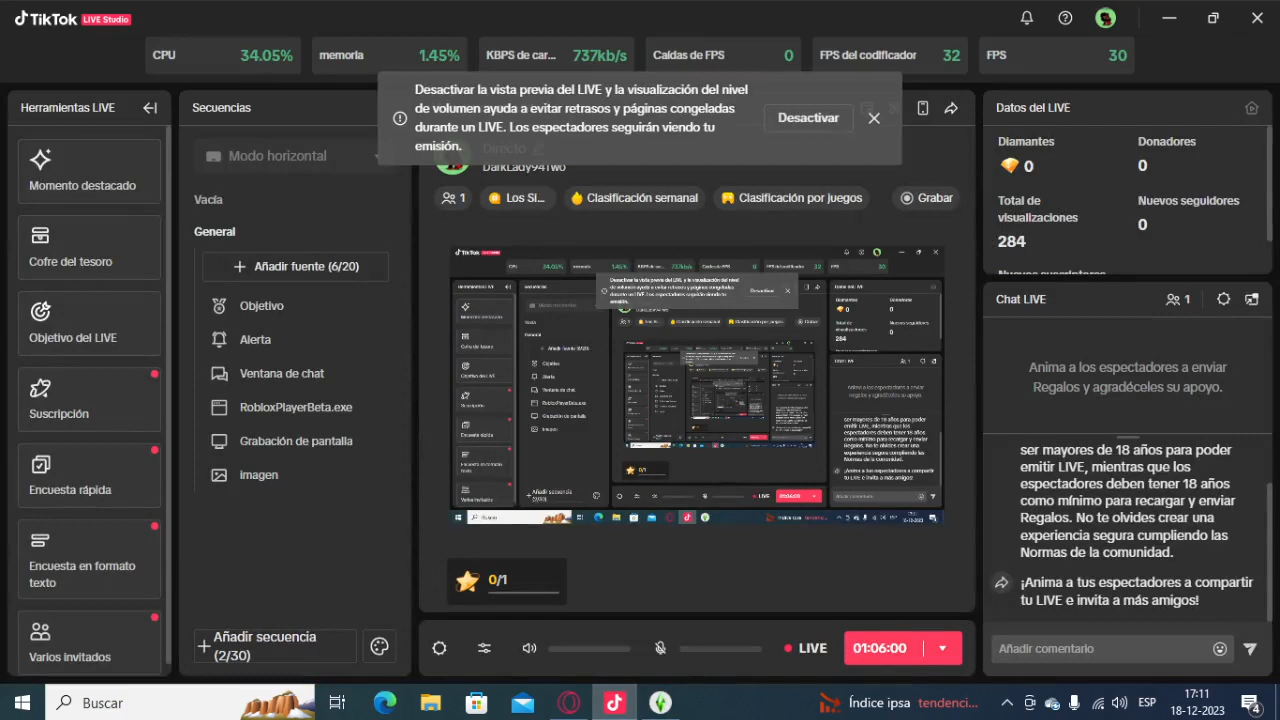 TikTok LIVE Studio
CPU 34.05%
memoria 1.45%
KBPS de car... 737kb/s
Caídas de FPS 0
FPS del codificador 32
FPS 30
Desactivar la vista previa del LIVE y la visualización del nivel
de volumen ayuda a evitar retrasos y páginas congeladas
durante un LIVE. Los espectadores seguirán viendo tu
emisión.
Desactivar
Herramientas LIVE
Momento destacado
Cofre del tesoro
Objetivo del LIVE
Suscripción
Encuesta rápida
Encuesta en formato
texto
Varios invitados
Secuencias
Modo horizontal
Vacía
General
Añadir fuente (6/20)
Objetivo
Alerta
Ventana de chat
RobloxPlayerBeta.exe
Grabación de pantalla
Imagen
Añadir secuencia
(2/30)
Directo
DarkLady94Two
1
Los Si...
Clasificación semanal
Clasificación por juegos
Grabar
0/1
LIVE
01:06:00
Datos del LIVE
Diamantes
0
Donadores
0
Total de
visualizaciones
284
Nuevos seguidores
0
Nuevos suscriptores
Chat LIVE
1
Anima a los espectadores a enviar
Regalos y agradéceles su apoyo.
ser mayores de 18 años para poder
emitir LIVE, mientras que los
espectadores deben tener 18 años
como mínimo para recargar y enviar
Regalos. No te olvides crear una
experiencia segura cumpliendo las
Normas de la comunidad.
¡Anima a tus espectadores a compartir
tu LIVE e invita a más amigos!
Añadir comentario
Buscar
Índice ipsa tendenci...
ESP
17:11
18-12-2023
4